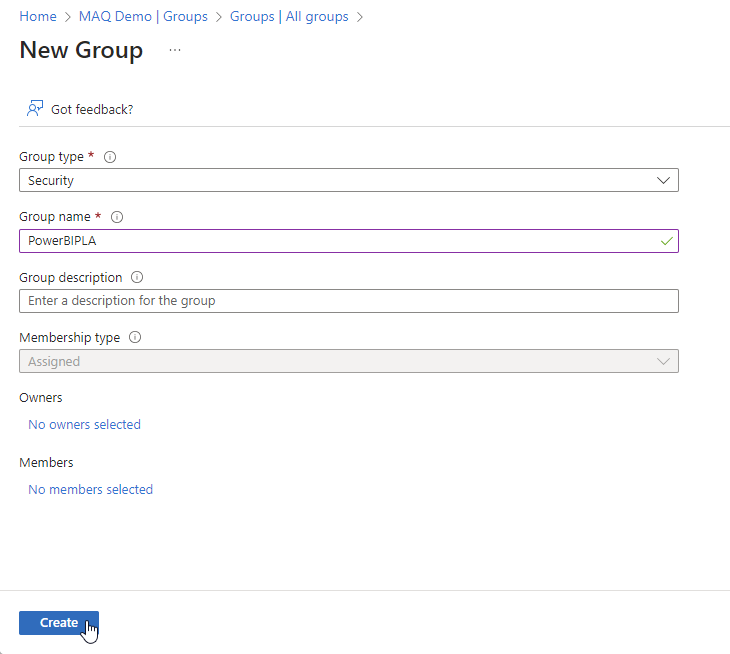 Home > MAQ Demo | Groups > Groups | All groups >
New Group ...
Got feedback?
Group type *
Security
Group name *
PowerBIPLA
Group description
Enter a description for the group
Membership type
Assigned
Owners
No owners selected
Members
No members selected
Create